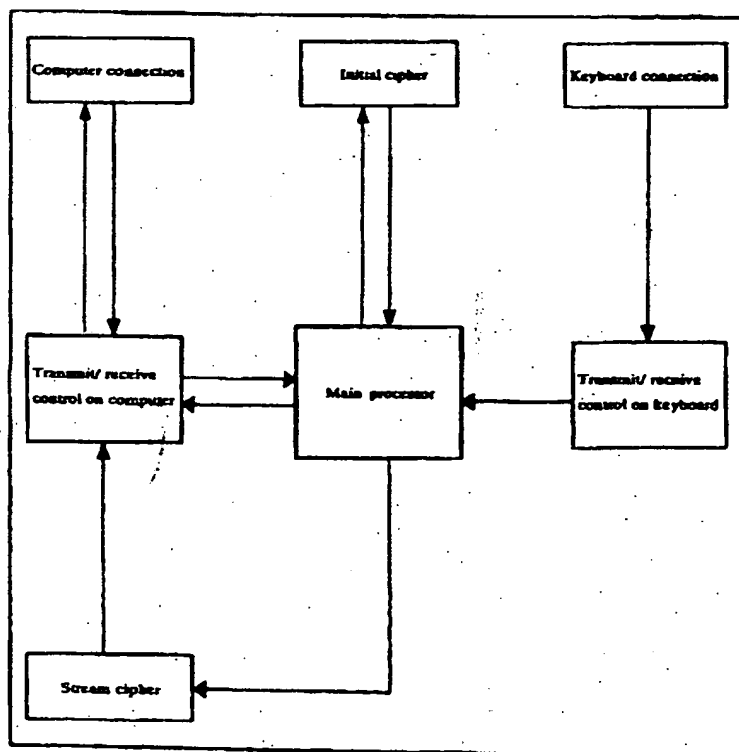 Computer connection
Initial cipher
Keyboard connection
Transmit/ receive
control on computer
Main processor
Transmit/ receive
control on keyboard
Stream cipher